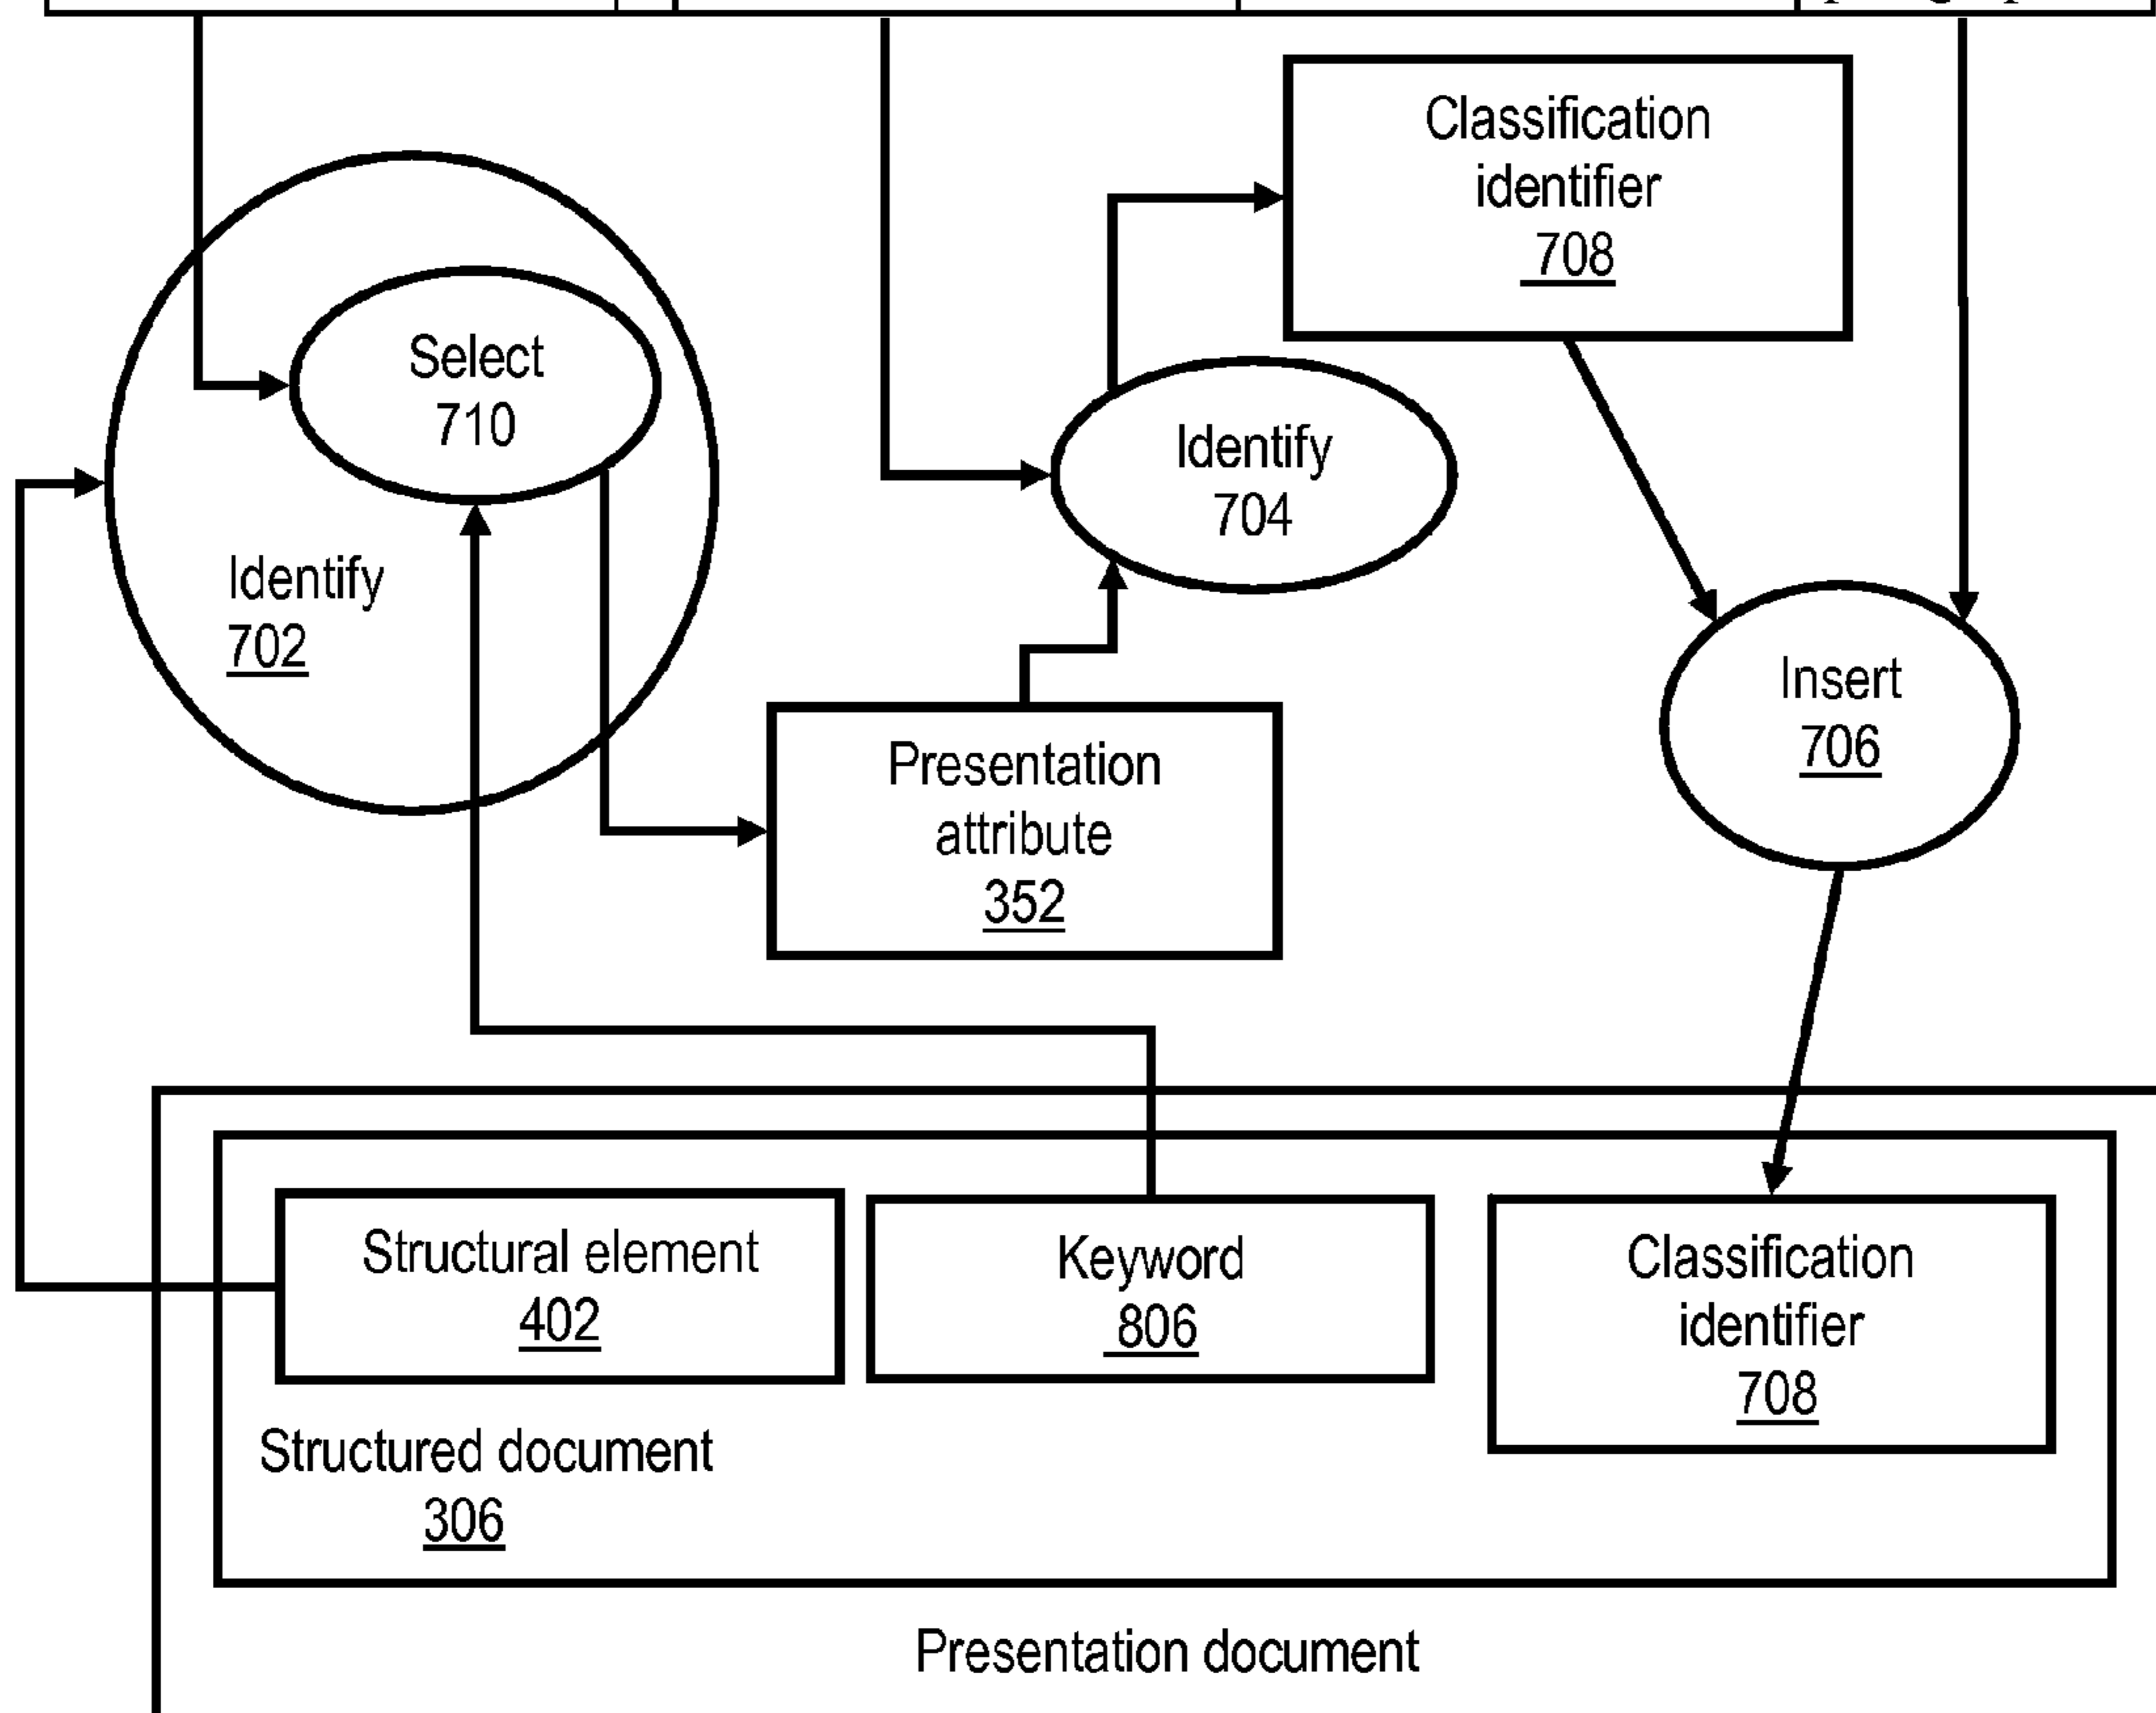 Classification
identifier
708
Select
710
Identify
704
Identify
702
Insert
706
Presentation
attribute
352
Structural element
402
Keyword
806
Classification
identifier
708
Structured document
306
Presentation document